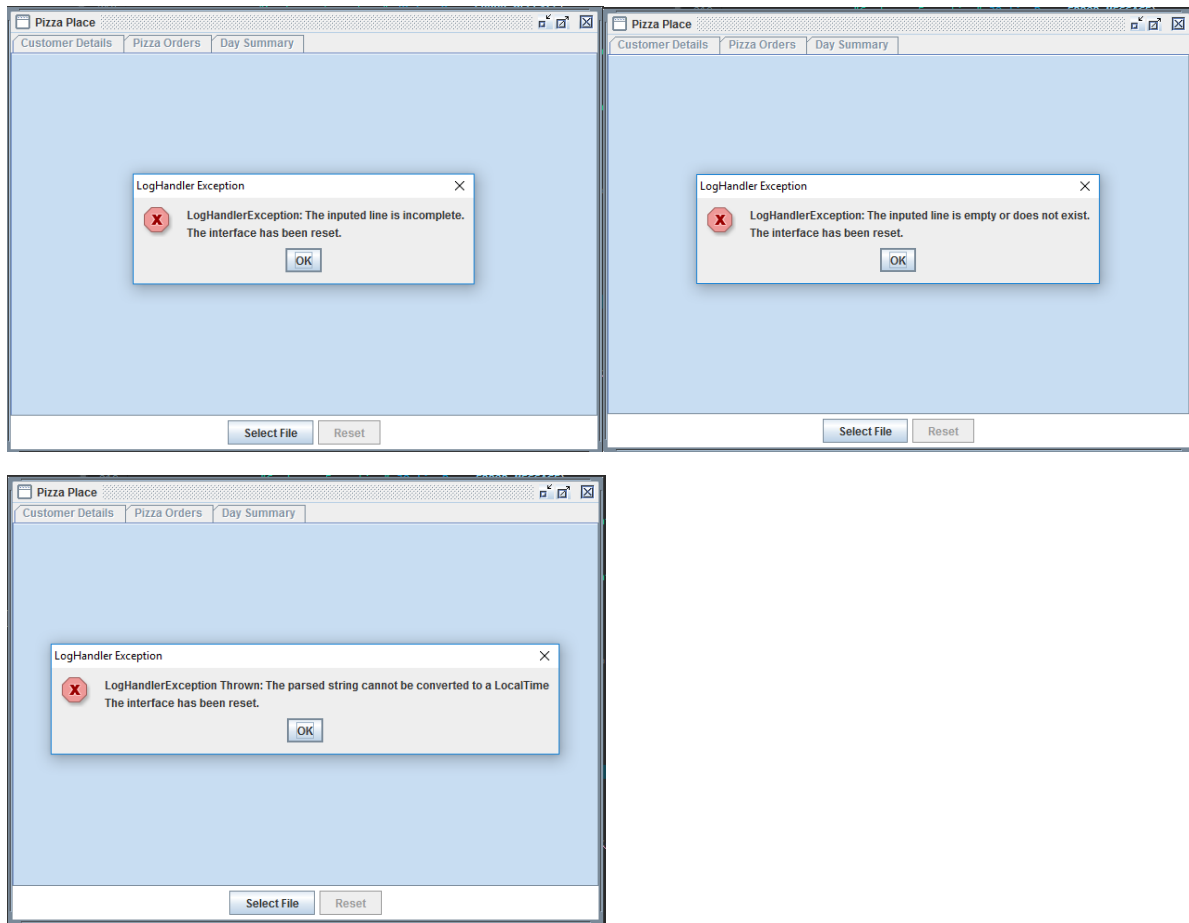 Pizza Place
Customer Details Pizza Orders Day Summary
LogHandler Exception
LogHandlerException: The inputed line is incomplete.
The interface has been reset.
OK
Select File Reset
Pizza Place
Customer Details Pizza Orders Day Summary
LogHandler Exception
LogHandlerException: The inputed line is empty or does not exist.
The interface has been reset.
OK
Select File Reset
Pizza Place
Customer Details Pizza Orders Day Summary
LogHandler Exception
LogHandlerException Thrown: The parsed string cannot be converted to a LocalTime
The interface has been reset.
OK
Select File Reset